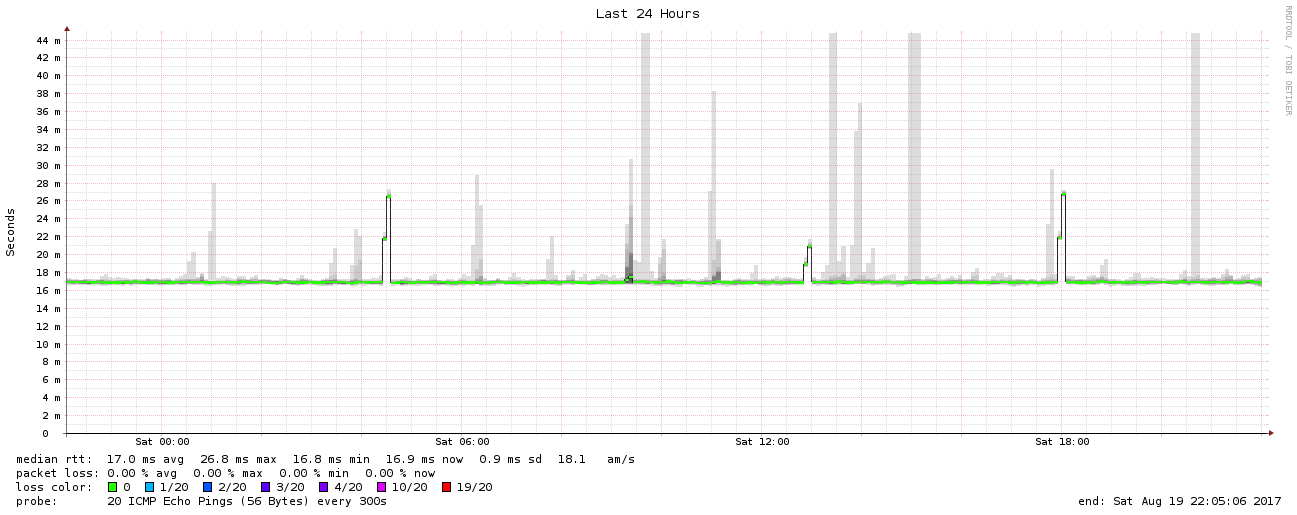 Last 24 Hours
RRDTOOL / TOBI OETIKER
Seconds
44 m
42 m
40 m
38 m
36 m
34 m
32 m
30 m
28 m
26 m
24 m
22 m
20 m
18 m
16 m
14 m
12 m
10 m
8 m
6 m
4 m
2 m
0
Sat 00:00 Sat 06:00 Sat 12:00 Sat 18:00
median rtt: 17.0 ms avg 26.8 ms max 16.8 ms min 16.9 ms now 0.9 ms sd 18.1 am/s
packet loss: 0.00 % avg 0.00 % max 0.00 % min 0.00 % now
loss color: 0 1/20 2/20 3/20 4/20 10/20 19/20
probe: 20 ICMP Echo Pings (56 Bytes) every 300s end: Sat Aug 19 22:05:06 2017